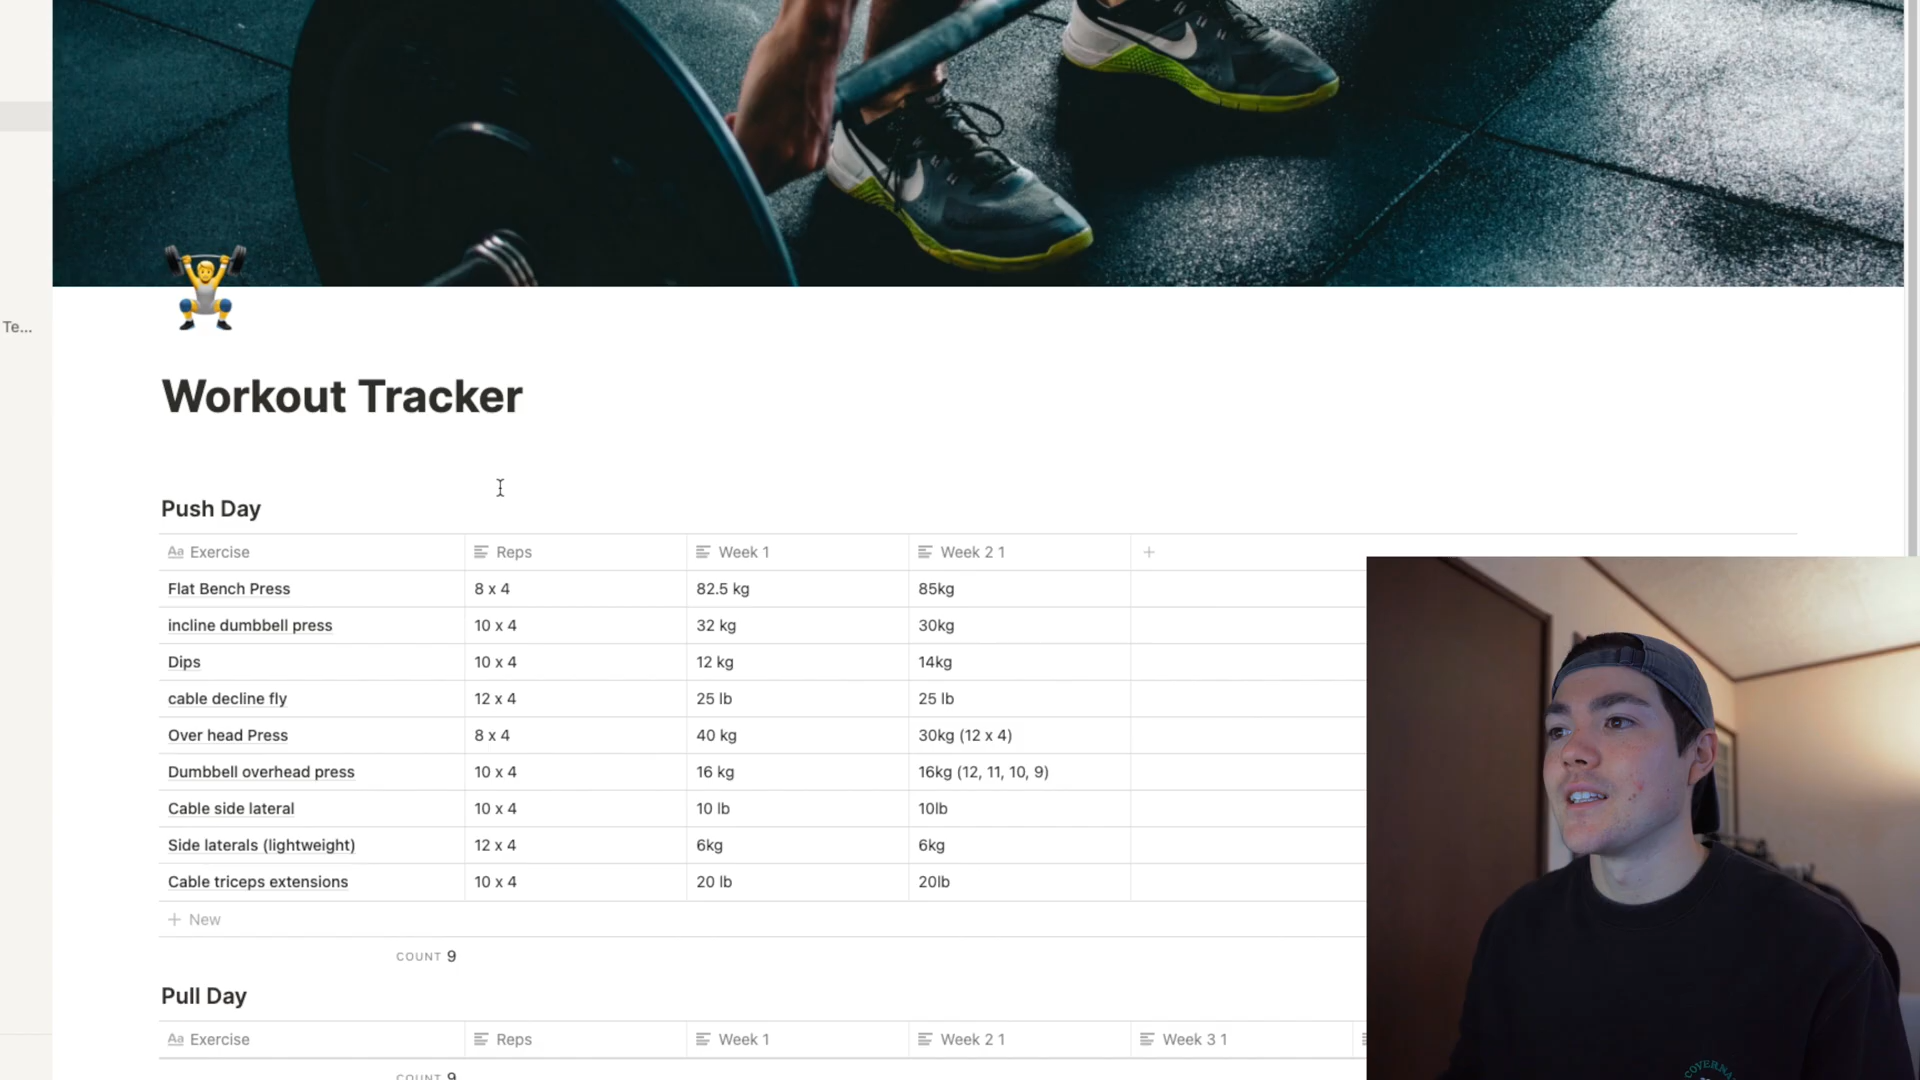 Te...
Workout Tracker
Push Day
Aa Exercise Reps Week 1 Week 2 1 +
Flat Bench Press 8 x 4 82.5 kg 85kg
incline dumbbell press 10 x 4 32 kg 30kg
Dips 10 x 4 12 kg 14kg
cable decline fly 12 x 4 25 lb 25 lb
Over head Press 8 x 4 40 kg 30kg (12 x 4)
Dumbbell overhead press 10 x 4 16 kg 16kg (12, 11, 10, 9)
Cable side lateral 10 x 4 10 lb 10lb
Side laterals (lightweight) 12 x 4 6kg 6kg
Cable triceps extensions 10 x 4 20 lb 20lb
+ New
COUNT 9
Pull Day
Aa Exercise Reps Week 1 Week 2 1 Week 3 1
COUNT 9